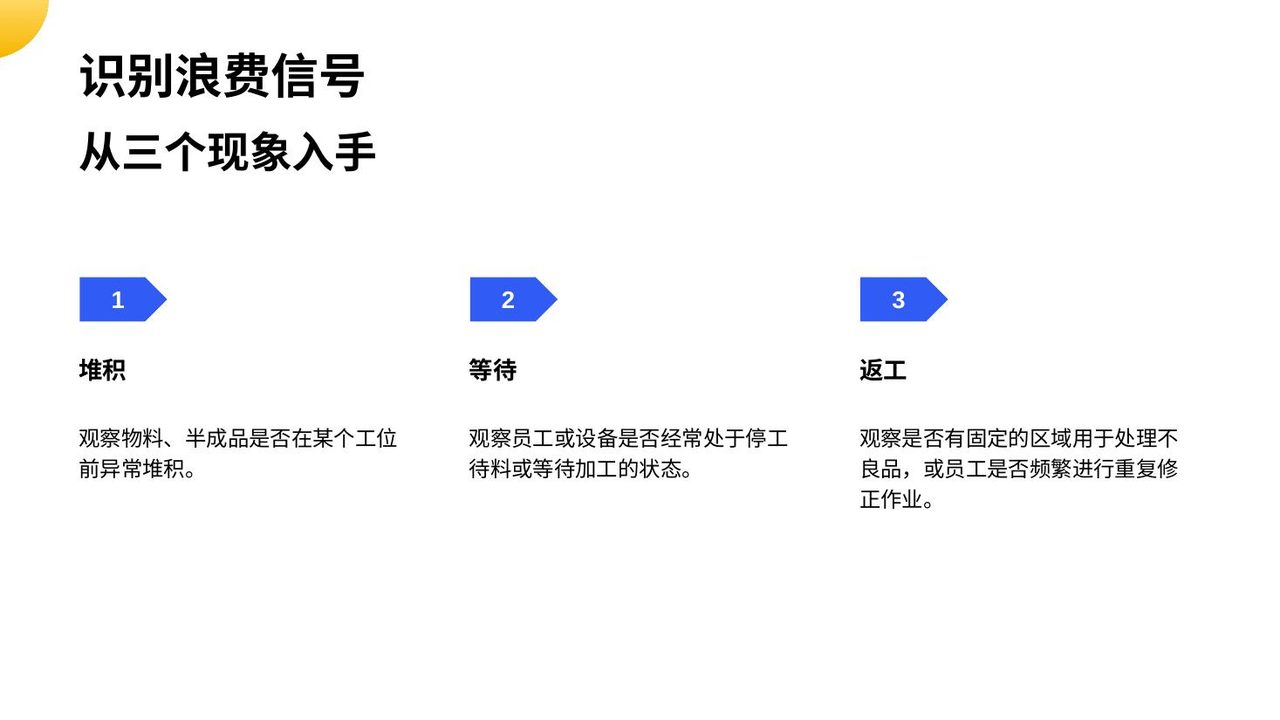 识别浪费信号
从三个现象入手
1
堆积
观察物料、半成品是否在某个工位
前异常堆积。
2
等待
观察员工或设备是否经常处于停工
待料或等待加工的状态。
3
返工
观察是否有固定的区域用于处理不
良品，或员工是否频繁进行重复修
正作业。